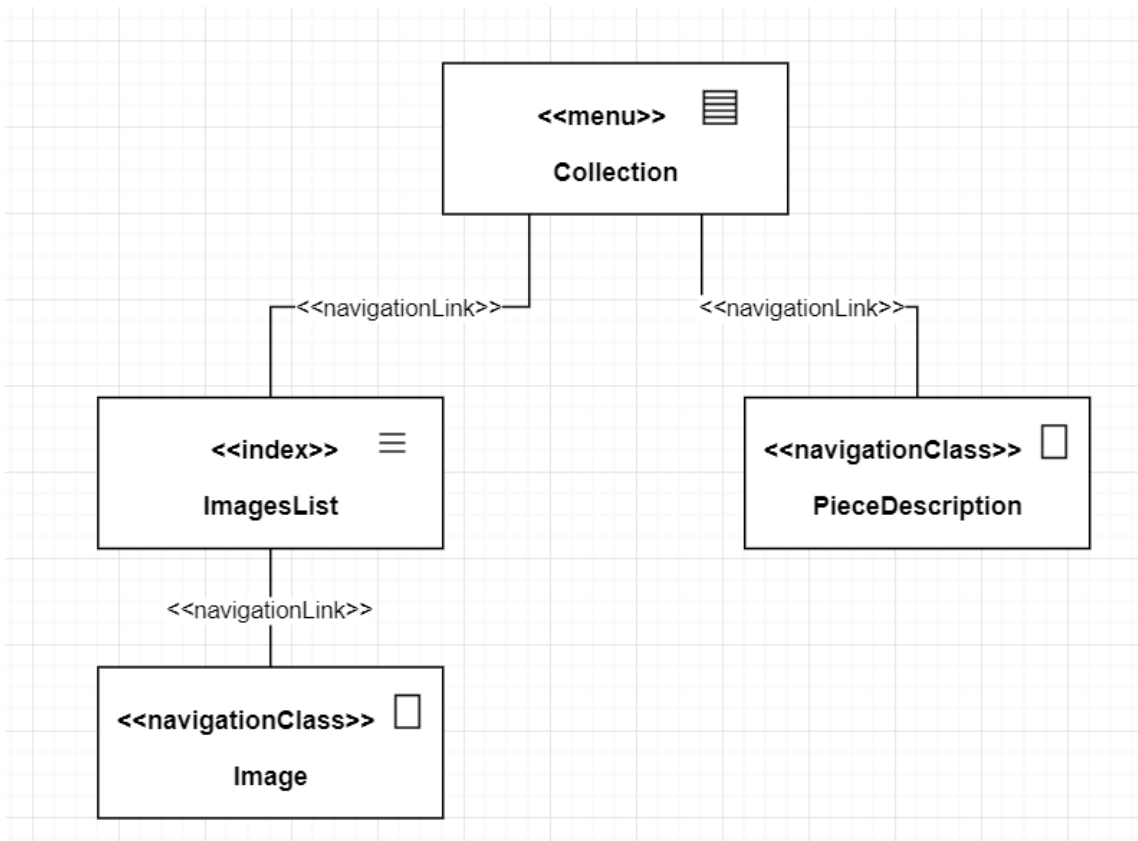 <<menu>>
Collection
<<navigationLink>>
<<navigationLink>>
<<index>>
ImagesList
<<navigationClass>>
PieceDescription
<<navigationLink>>
<<navigationClass>>
Image